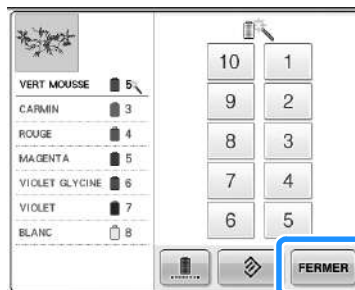 VERT MOUSSE 5
CARMIN 3
ROUGE 4
MAGENTA 5
VIOLET GLYCINE 6
VIOLET 7
BLANC 8
10 1
9 2
8 3
7 4
6 5
FERMER